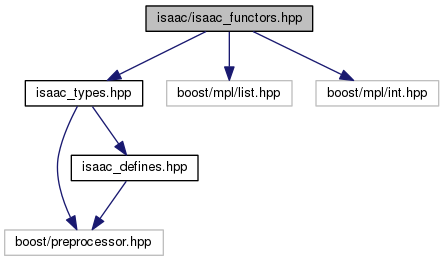 isaac/isaac_functors.hpp
isaac_types.hpp
boost/mpl/list.hpp
boost/mpl/int.hpp
isaac_defines.hpp
boost/preprocessor.hpp